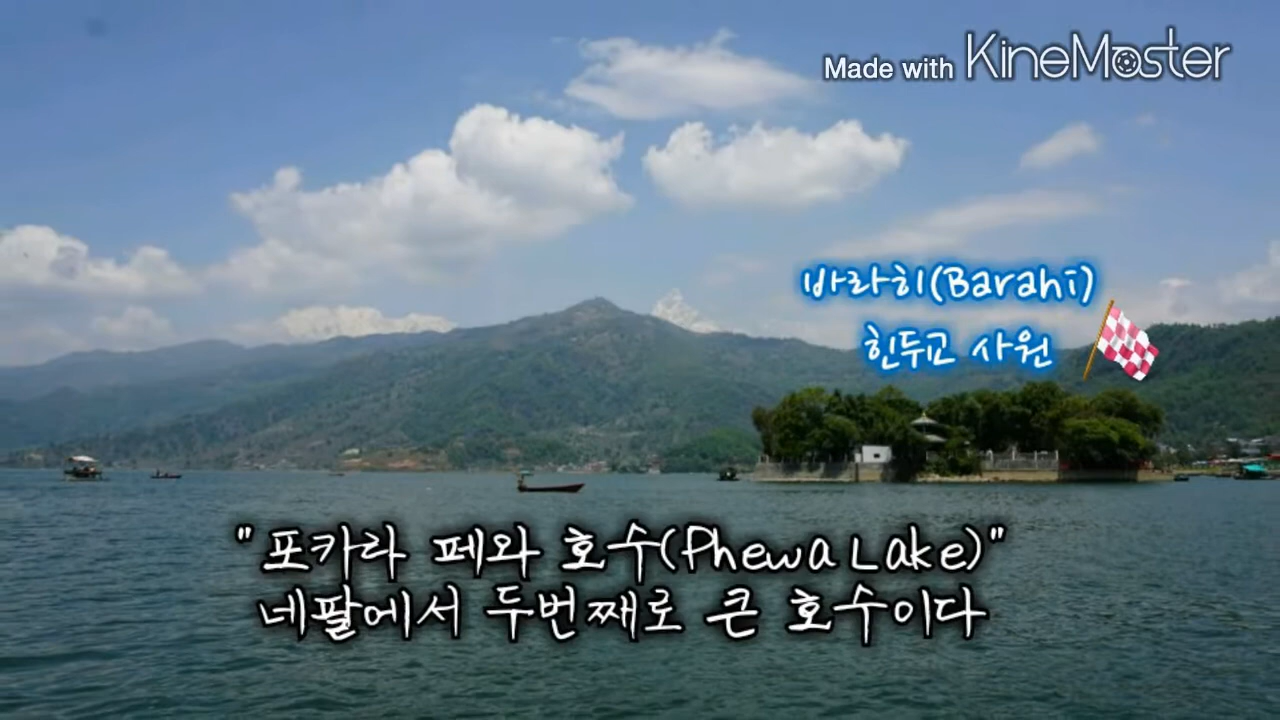 Made with KineMaster
바라히(Barahi)
힌두교 사원
"포카라 페와 호수(Phewa Lake)"
네팔에서 두번째로 큰 호수이다